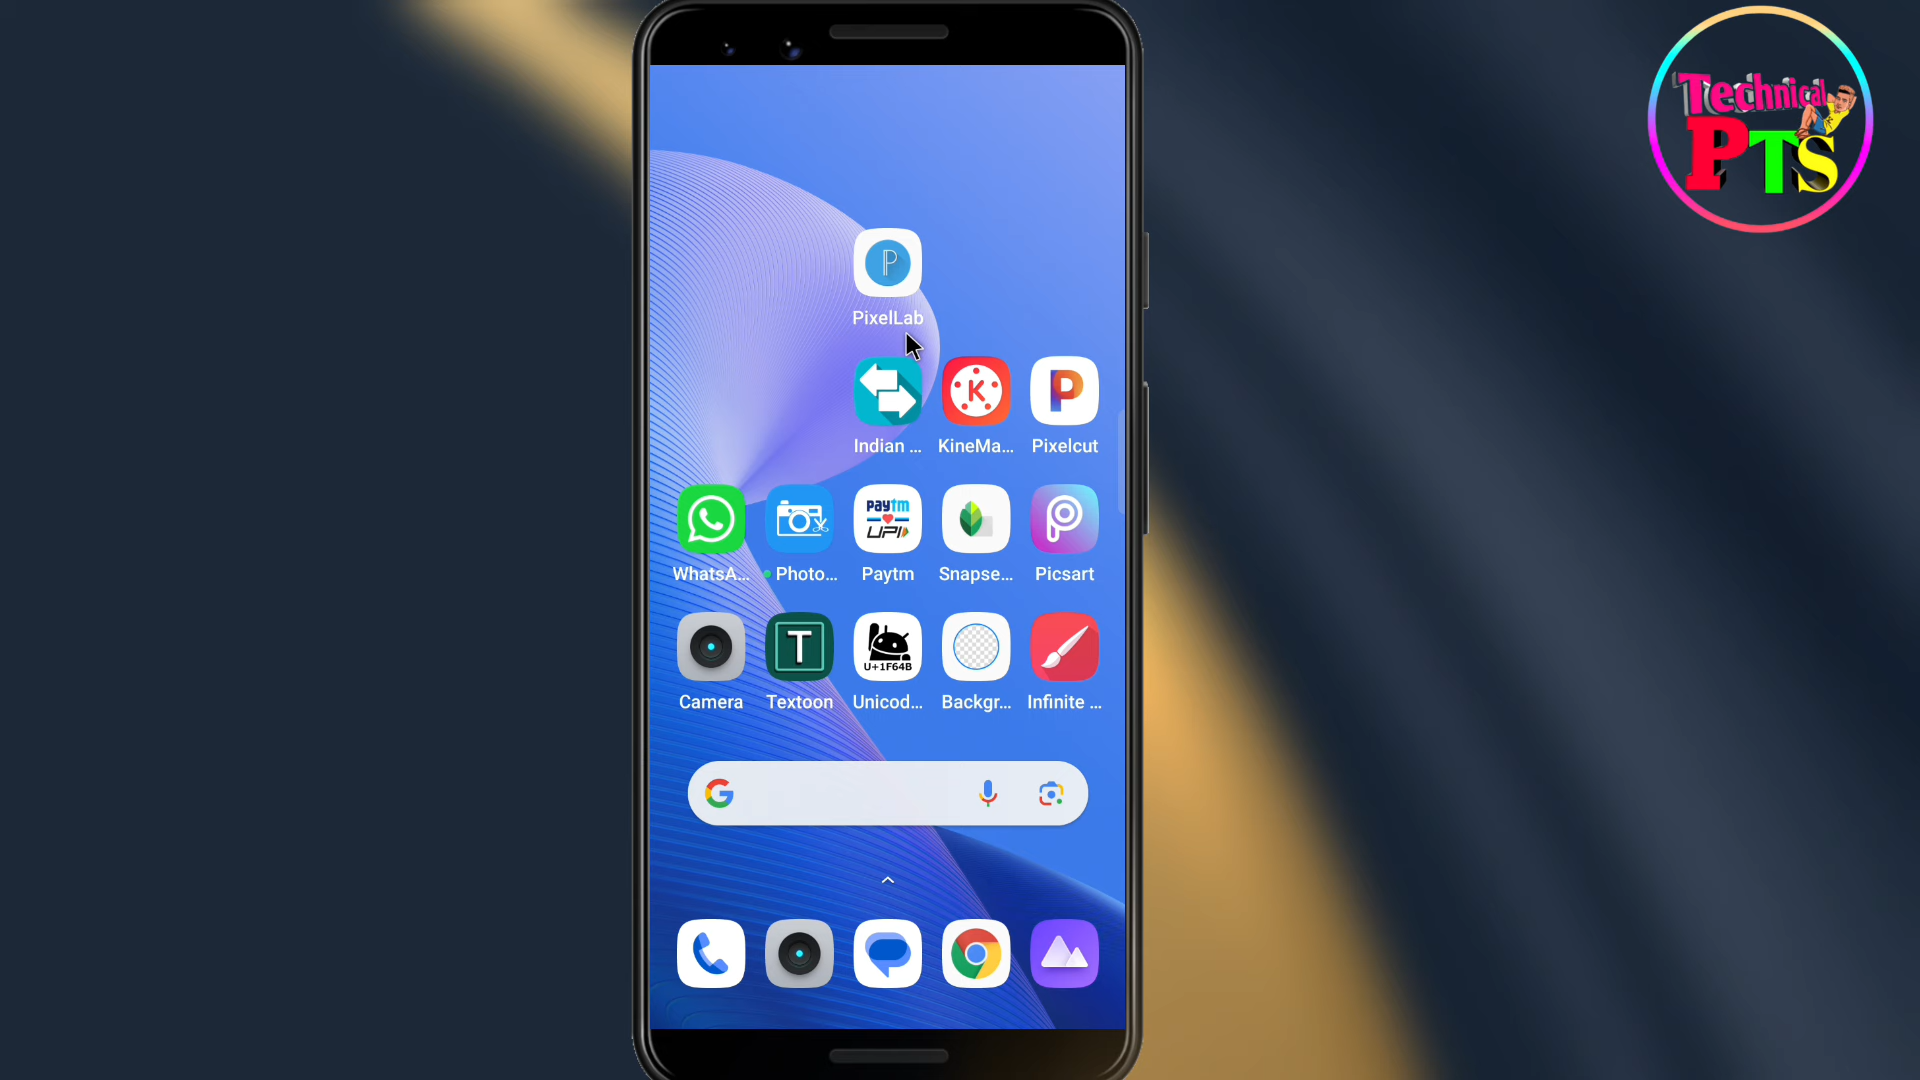 Technical
PTS
P
PixelLab
K
P
Indian ...
KineMa...
Pixelcut
paytm
UPI
WhatsA...
Photo...
Paytm
Snapse...
Picsart
T
U+1F64B
Camera
Textoon
Unicod...
Backgr...
Infinite ...
G